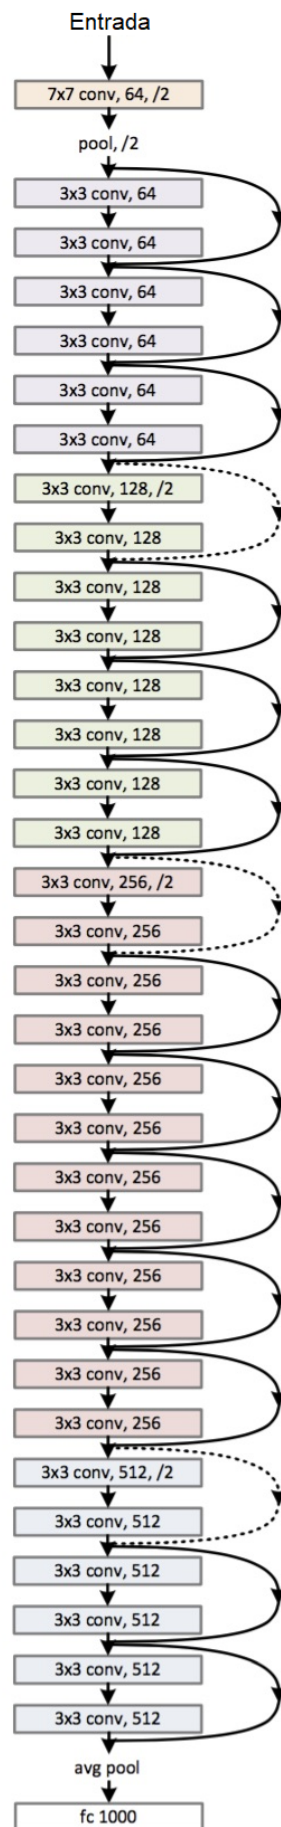 Entrada
7x7 conv, 64, /2
pool, /2
3x3 conv, 64
3x3 conv, 64
3x3 conv, 64
3x3 conv, 64
3x3 conv, 64
3x3 conv, 64
3x3 conv, 128, /2
3x3 conv, 128
3x3 conv, 128
3x3 conv, 128
3x3 conv, 128
3x3 conv, 128
3x3 conv, 128
3x3 conv, 128
3x3 conv, 256, /2
3x3 conv, 256
3x3 conv, 256
3x3 conv, 256
3x3 conv, 256
3x3 conv, 256
3x3 conv, 256
3x3 conv, 256
3x3 conv, 256
3x3 conv, 256
3x3 conv, 256
3x3 conv, 256
3x3 conv, 512, /2
3x3 conv, 512
3x3 conv, 512
3x3 conv, 512
3x3 conv, 512
3x3 conv, 512
avg pool
fc 1000